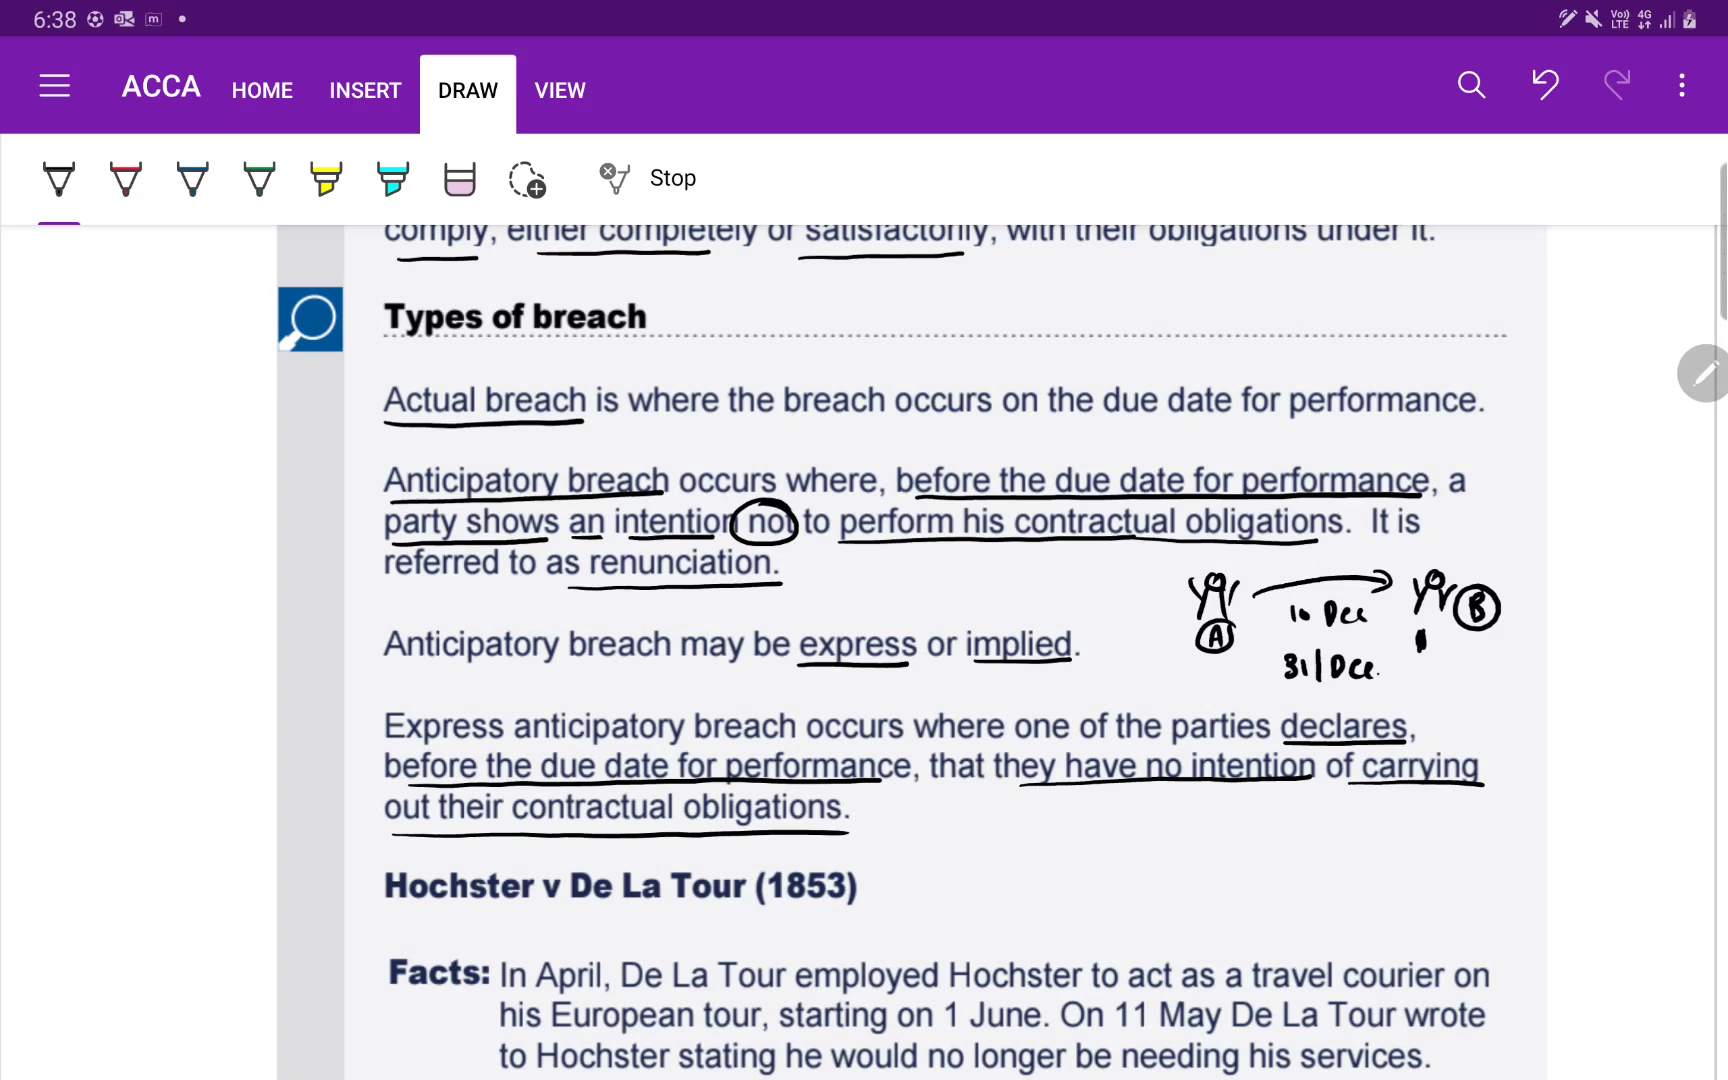 6:38
Vo)) LTE 4G
ACCA HOME INSERT DRAW VIEW
Stop
comply, either completely or satisfactorily, with their obligations under it.
Types of breach
Actual breach is where the breach occurs on the due date for performance.
Anticipatory breach occurs where, before the due date for performance, a
party shows an intention not to perform his contractual obligations. It is
referred to as renunciation.
10 Dec
A
B
31/Dec.
Anticipatory breach may be express or implied.
Express anticipatory breach occurs where one of the parties declares,
before the due date for performance, that they have no intention of carrying
out their contractual obligations.
Hochster v De La Tour (1853)
Facts: In April, De La Tour employed Hochster to act as a travel courier on
his European tour, starting on 1 June. On 11 May De La Tour wrote
to Hochster stating he would no longer be needing his services.